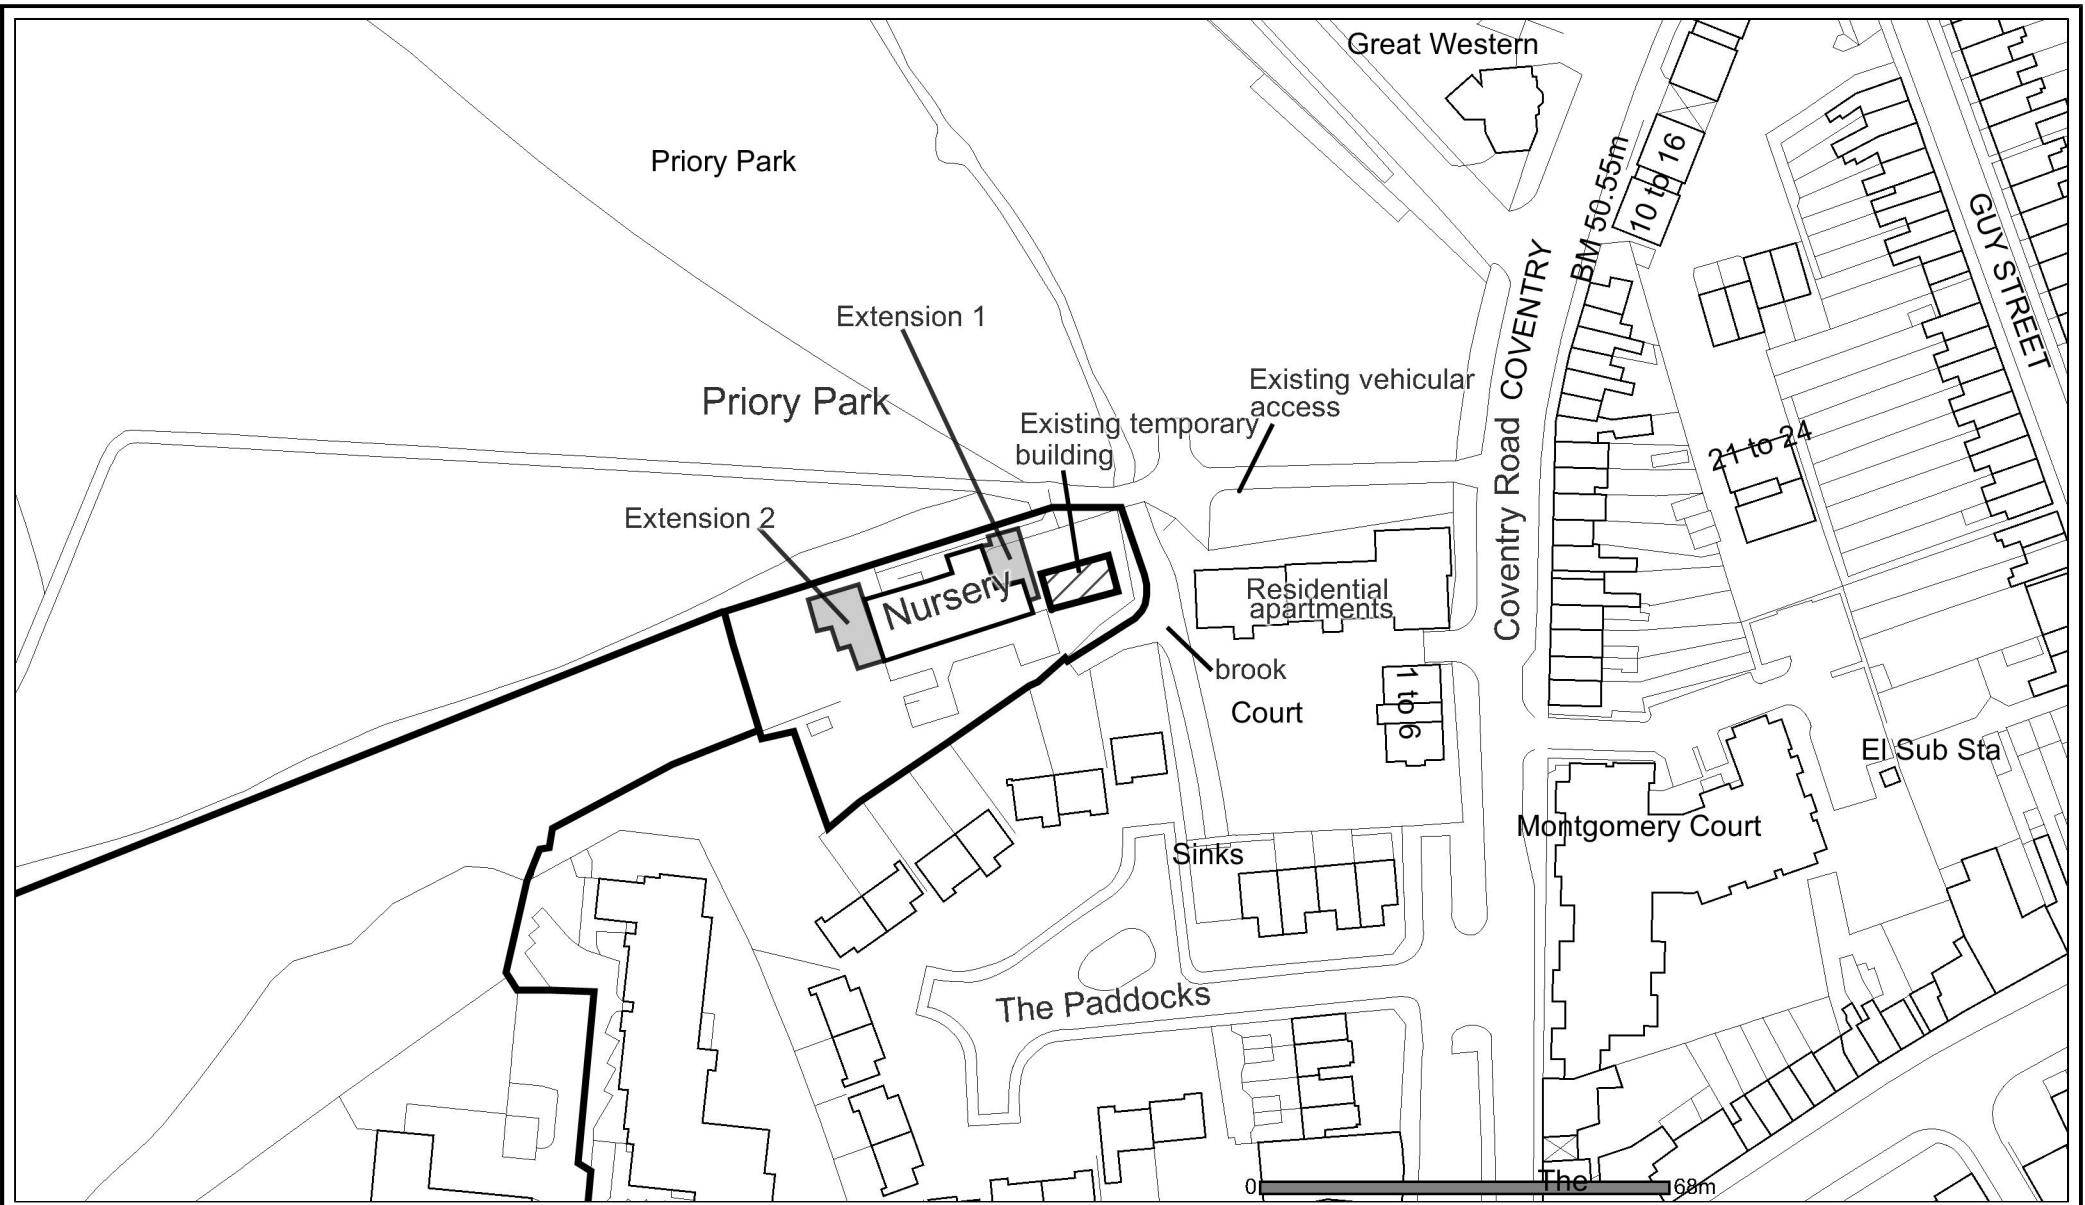 Great Western
Priory Park
BM 50.55m
10 to 16
GUY STREET
COVENTRY
Extension 1
Existing vehicular
access
Priory Park
Existing temporary
building
Coventry Road
21 to 24
Extension 2
Nursery
Residential
apartments
brook
Court
1 to 6
El Sub Sta
Montgomery Court
Sinks
The Paddocks
The
0
68m